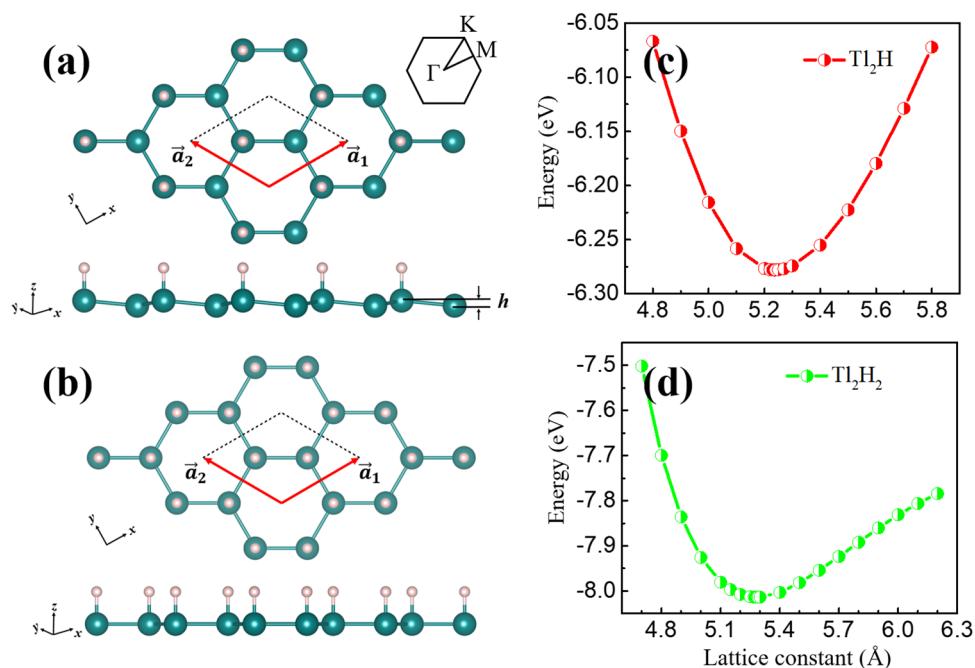 (a)
K
M
Γ
a⃗₂
a⃗₁
y
x
z
y
x
h
(b)
a⃗₂
a⃗₁
y
x
z
y
x
(c)
Tl₂H
Energy (eV)
-6.05
-6.10
-6.15
-6.20
-6.25
-6.30
4.8 5.0 5.2 5.4 5.6 5.8
(d)
Tl₂H₂
Energy (eV)
-7.5
-7.6
-7.7
-7.8
-7.9
-8.0
4.8 5.1 5.4 5.7 6.0 6.3
Lattice constant (Å)